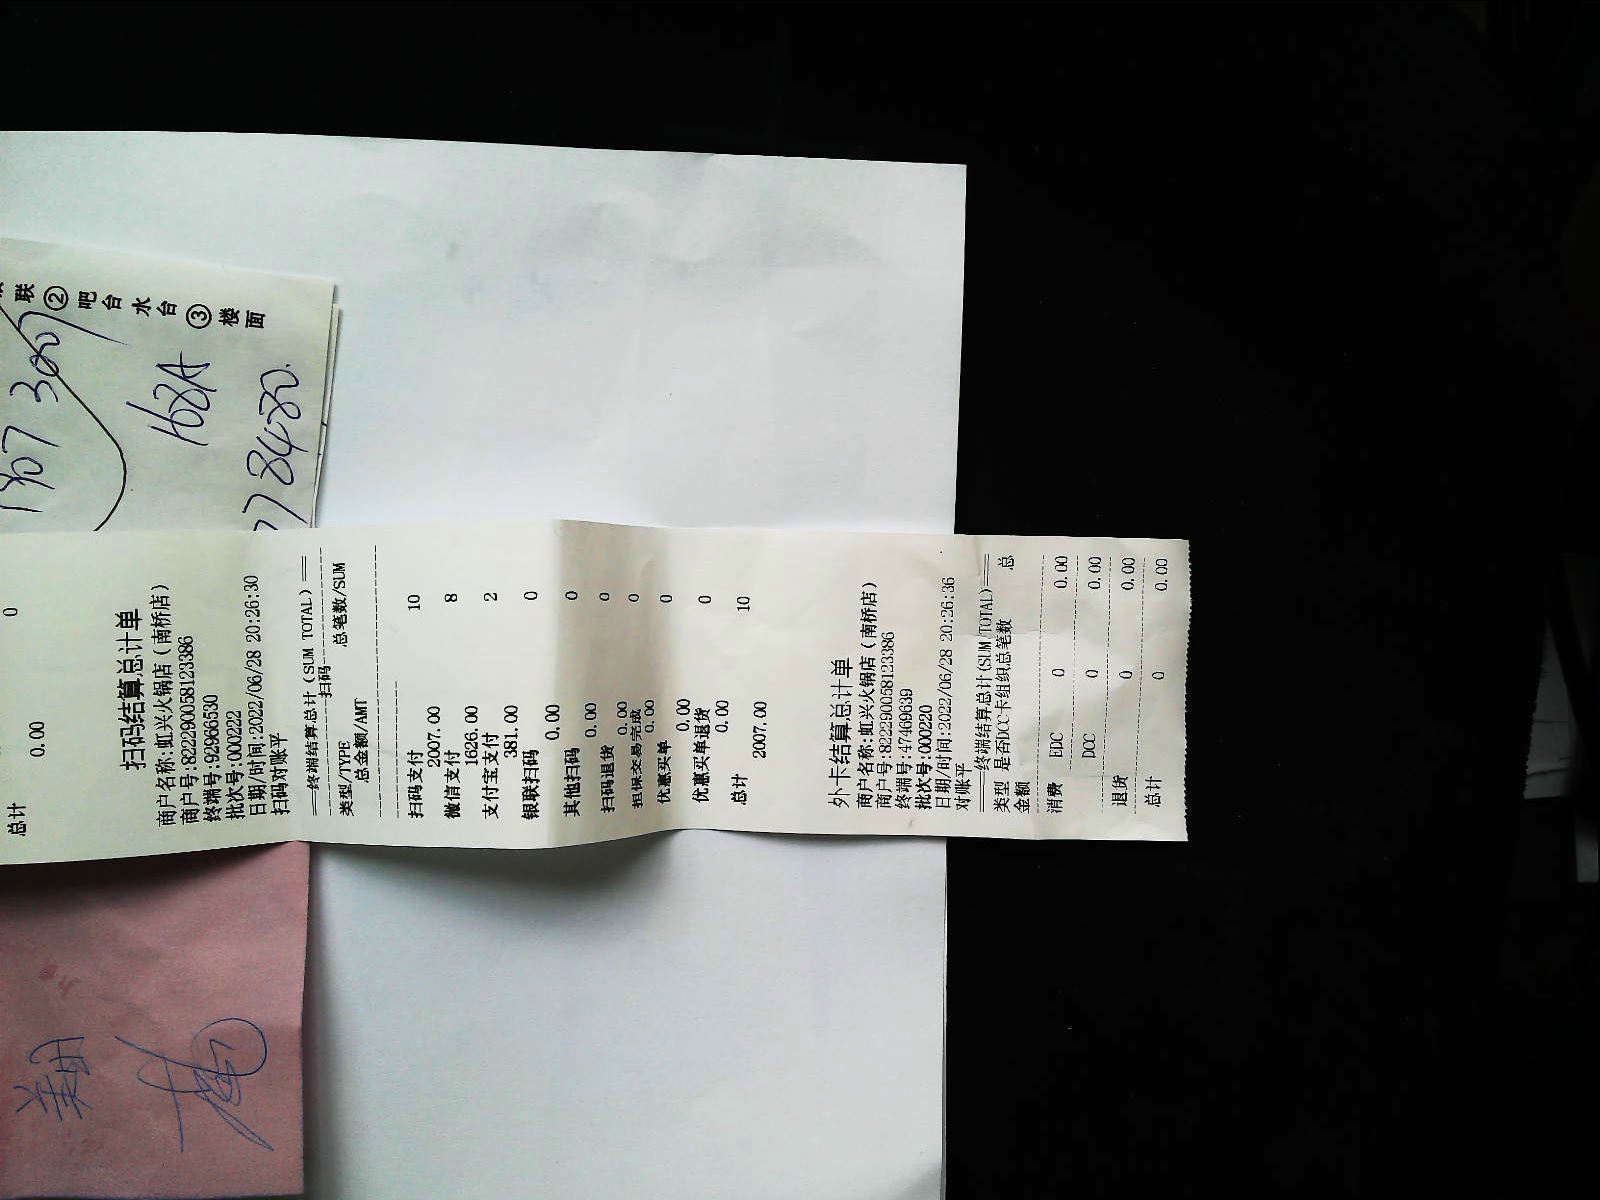 联
②
吧台
水台
③
楼面
1307 3007
168A
78480.
总计 0
0.00
扫码结算总计单
商户名称:虹兴火锅店(南桥店)
商户号:822290058123386
终端号:92966530
批次号:000222
日期/时间:2022/06/28 20:26:30
扫码对账平
==终端结算总计(SUM TOTAL)==
扫码
类型/TYPE 总笔数/SUM
总金额/AMT
扫码支付 10
2007.00
微信支付 8
1626.00
支付宝支付 2
381.00
银联扫码 0
0.00
其他扫码 0
0.00
扫码退货 0
0.00
担保交易完成 0
0.00
优惠买单 0
0.00
优惠买单退货 0
0.00
总计 10
2007.00
外卡结算总计单
商户名称:虹兴火锅店(南桥店)
商户号:822290058123386
终端号:47469639
批次号:000220
日期/时间:2022/06/28 20:26:36
对账平
==终端结算总计(SUM TOTAL)==
类型 是否DCC卡组织总笔数 总
金额
消费 EDC 0 0.00
DCC 0 0.00
退货 0 0.00
总计 0 0.00